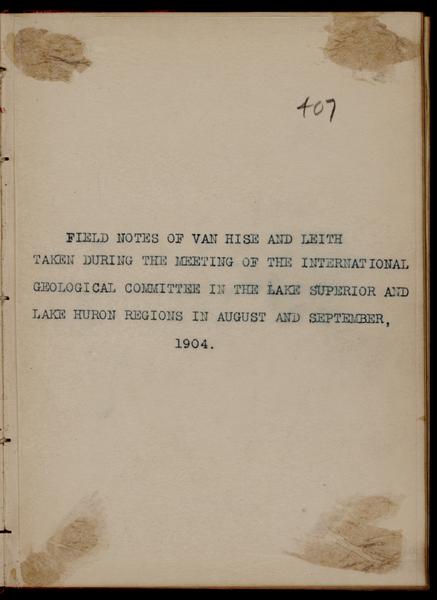 407
FIELD NOTES OF VAN HISE AND LEITH
TAKEN DURING THE MEETING OF THE INTERNATIONAL
GEOLOGICAL COMMITTEE IN THE LAKE SUPERIOR AND
LAKE HURON REGIONS IN AUGUST AND SEPTEMBER,
1904.